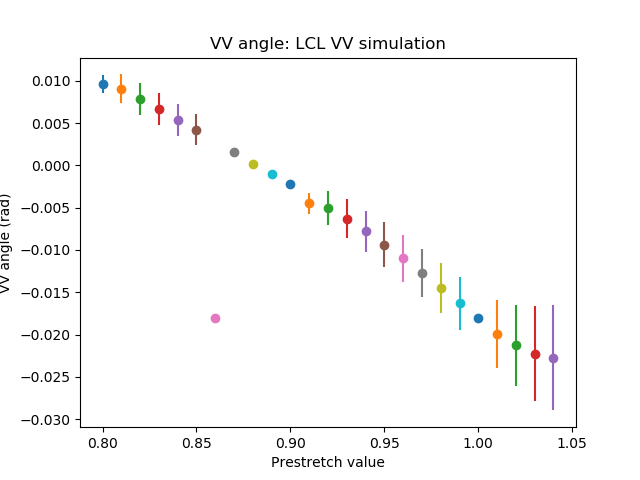 VV angle: LCL VV simulation
VV angle (rad)
0.010
0.005
0.000
−0.005
−0.010
−0.015
−0.020
−0.025
−0.030
0.80 0.85 0.90 0.95 1.00 1.05
Prestretch value